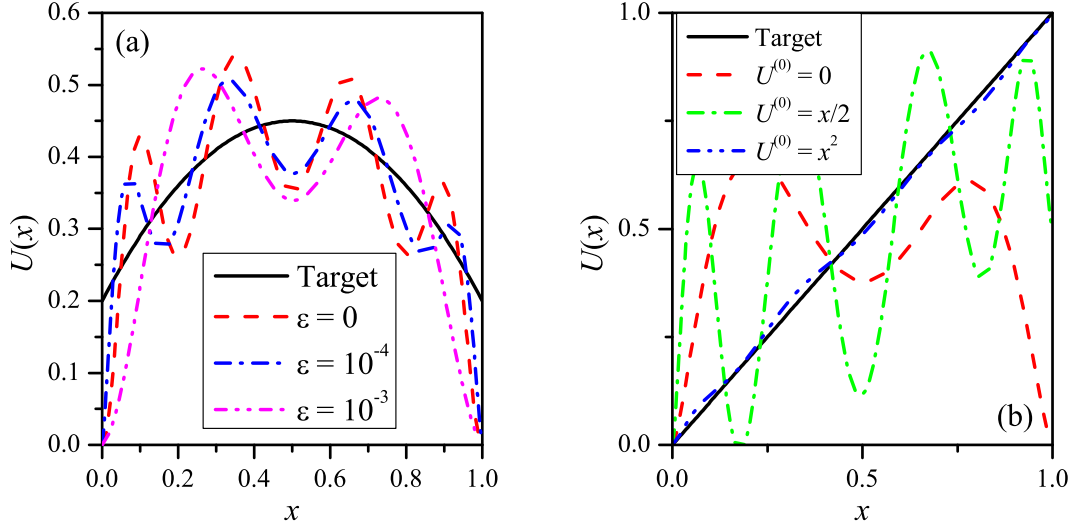 (a)
0.6
0.5
0.4
0.3
0.2
0.1
0.0
U(x)
Target
ε = 0
ε = 10⁻⁴
ε = 10⁻³
0.0 0.2 0.4 0.6 0.8 1.0
x
1.0
0.5
0.0
U(x)
Target
U⁽⁰⁾ = 0
U⁽⁰⁾ = x/2
U⁽⁰⁾ = x²
(b)
0.0 0.5 1.0
x